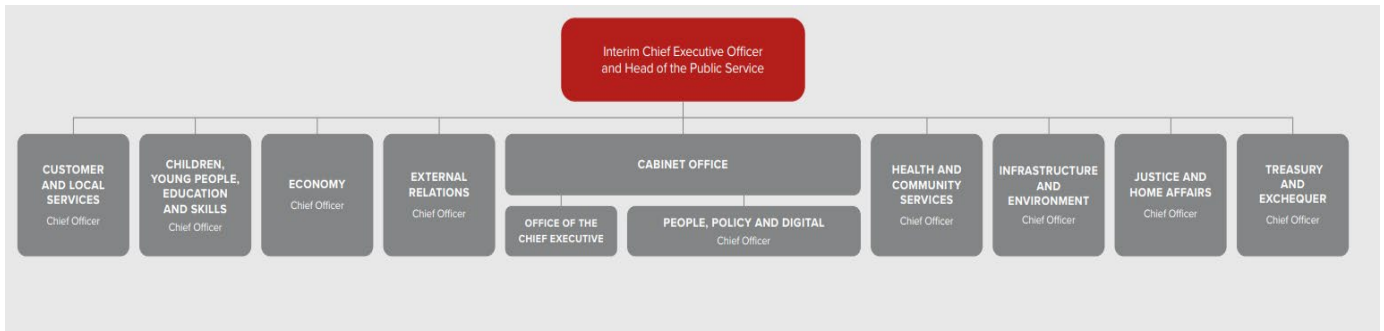 Interim Chief Executive Officer
and Head of the Public Service
CUSTOMER
AND LOCAL
SERVICES
Chief Officer
CHILDREN,
YOUNG PEOPLE,
EDUCATION
AND SKILLS
Chief Officer
ECONOMY
Chief Officer
EXTERNAL
RELATIONS
Chief Officer
CABINET OFFICE
OFFICE OF THE
CHIEF EXECUTIVE
PEOPLE, POLICY AND DIGITAL
Chief Officer
HEALTH AND
COMMUNITY
SERVICES
Chief Officer
INFRASTRUCTURE
AND
ENVIRONMENT
Chief Officer
JUSTICE AND
HOME AFFAIRS
Chief Officer
TREASURY
AND
EXCHEQUER
Chief Officer